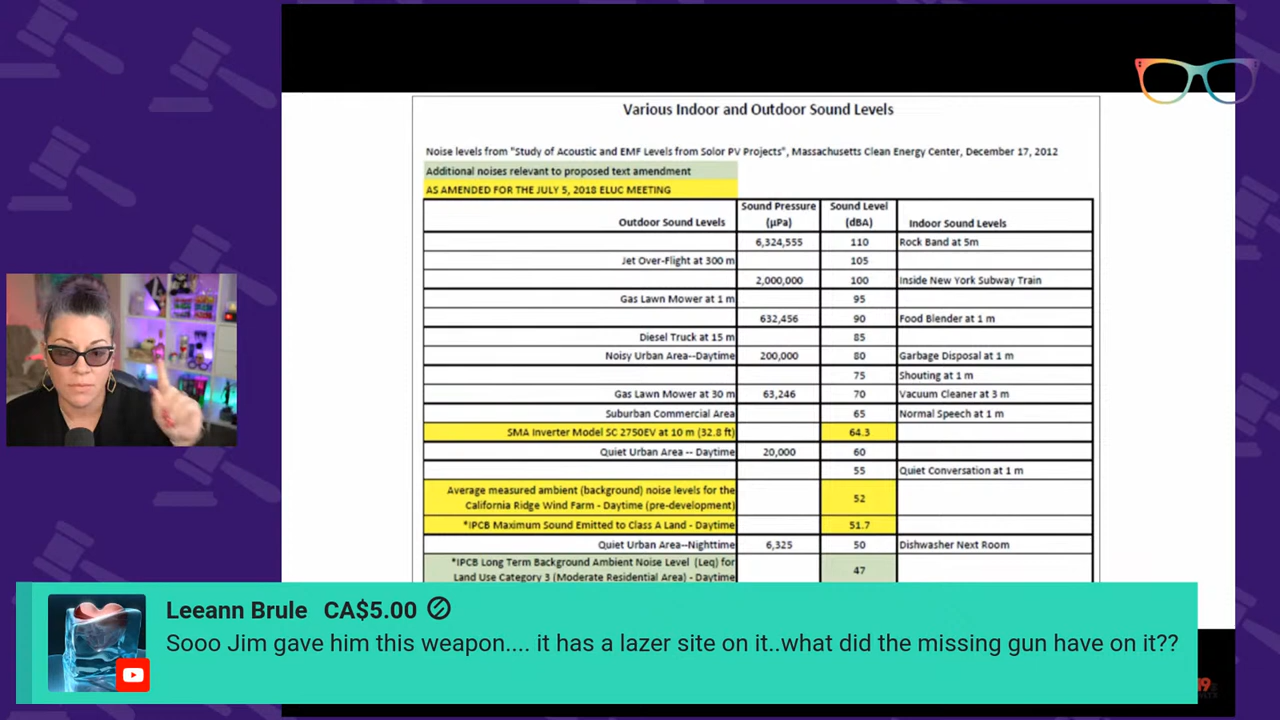 Various Indoor and Outdoor Sound Levels
Noise levels from "Study of Acoustic and EMF Levels from Solor PV Projects", Massachusetts Clean Energy Center, December 17, 2012
Additional noises relevant to proposed text amendment
AS AMENDED FOR THE JULY 5, 2018 ELUC MEETING
Outdoor Sound Levels Sound Pressure (µPa) Sound Level (dBA) Indoor Sound Levels
6,324,555 110 Rock Band at 5m
Jet Over-Flight at 300 m 105
2,000,000 100 Inside New York Subway Train
Gas Lawn Mower at 1 m 95
632,456 90 Food Blender at 1 m
Diesel Truck at 15 m 85
Noisy Urban Area--Daytime 200,000 80 Garbage Disposal at 1 m
75 Shouting at 1 m
Gas Lawn Mower at 30 m 63,246 70 Vacuum Cleaner at 3 m
Suburban Commercial Area 65 Normal Speech at 1 m
SMA Inverter Model SC 2750EV at 10 m (32.8 ft) 64.3
Quiet Urban Area -- Daytime 20,000 60
55 Quiet Conversation at 1 m
Average measured ambient (background) noise levels for the
California Ridge Wind Farm - Daytime (pre-development) 52
*IPCB Maximum Sound Emitted to Class A Land - Daytime 51.7
Quiet Urban Area--Nighttime 6,325 50 Dishwasher Next Room
*IPCB Long Term Background Ambient Noise Level (Leq) for
Land Use Category 3 (Moderate Residential Area) - Daytime 47
Leeann Brule CA$5.00
Sooo Jim gave him this weapon.... it has a lazer site on it..what did the missing gun have on it??